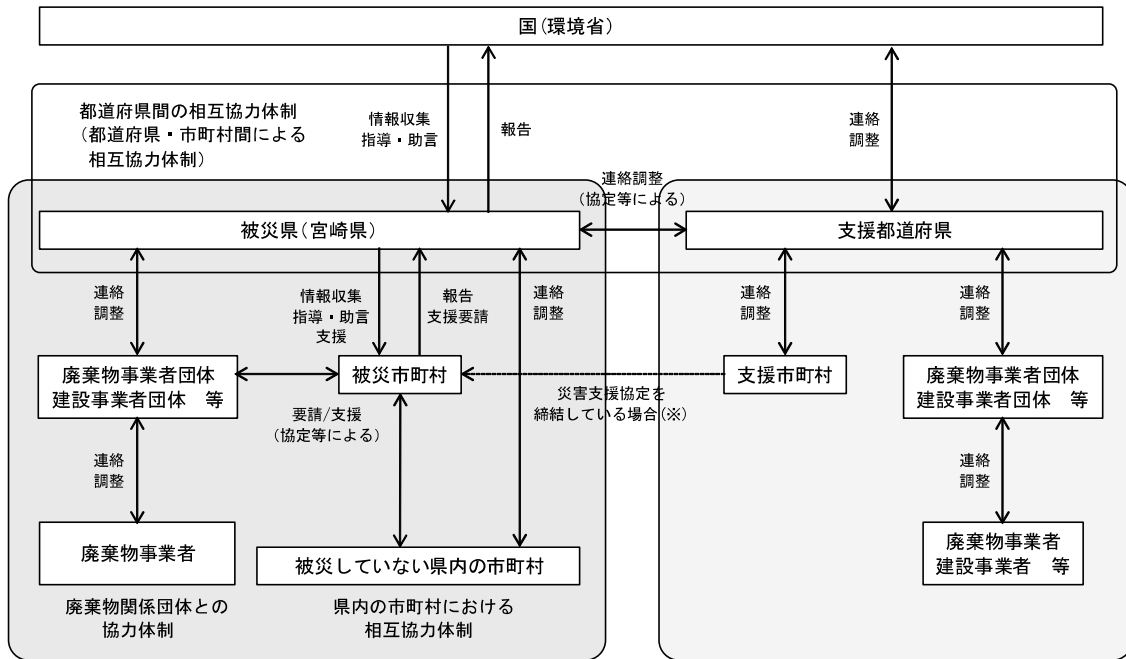 国(環境省)
都道府県間の相互協力体制
(都道府県・市町村間による
相互協力体制)
情報収集
指導・助言
報告
連絡
調整
連絡調整
(協定等による)
被災県(宮崎県)
支援都道府県
連絡
調整
情報収集
指導・助言
支援
報告
支援要請
連絡
調整
連絡
調整
連絡
調整
廃棄物事業者団体
建設事業者団体　等
被災市町村
支援市町村
廃棄物事業者団体
建設事業者団体　等
災害支援協定を
締結している場合(※)
要請/支援
(協定等による)
連絡
調整
連絡
調整
廃棄物事業者
被災していない県内の市町村
廃棄物事業者
建設事業者　等
廃棄物関係団体との
協力体制
県内の市町村における
相互協力体制